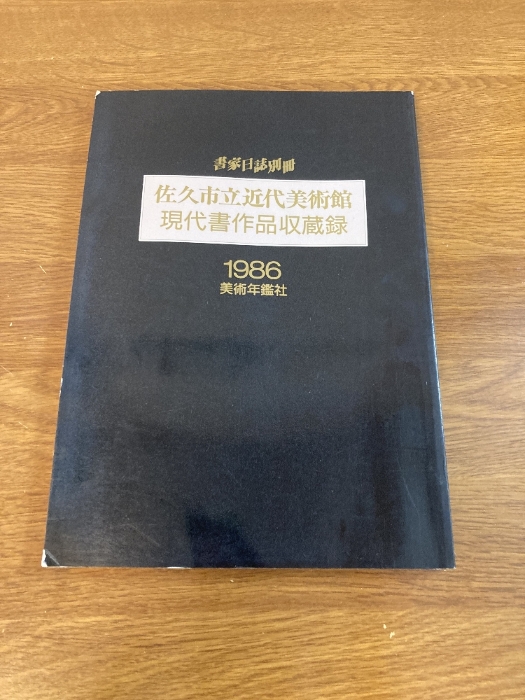 書家日誌別冊
佐久市立近代美術館
現代書作品収蔵録
1986
美術年鑑社